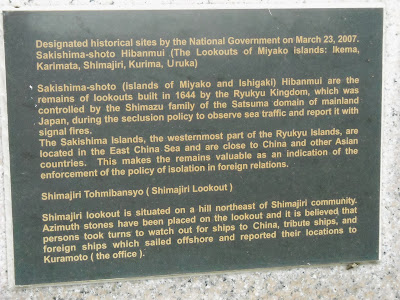 Designated historical sites by the National Government on March 23, 2007.
Sakishima-shoto Hibanmui (The Lookouts of Miyako islands: Ikema,
Karimata, Shimajiri, Kurima, Uruka)
Sakishima-shoto (islands of Miyako and Ishigaki) Hibanmui are the
remains of lookouts built in 1644 by the Ryukyu Kingdom, which was
controlled by the Shimazu family of the Satsuma domain of mainland
Japan, during the seclusion policy to observe sea traffic and report it with
signal fires.
The Sakishima Islands, the westernmost part of the Ryukyu Islands, are
located in the East China Sea and are close to China and other Asian
countries. This makes the remains valuable as an indication of the
enforcement of the policy of isolation in foreign relations.
Shimajiri Tohmibansyo ( Shimajiri Lookout )
Shimajiri lookout is situated on a hill northeast of Shimajiri community.
Azimuth stones have been placed on the lookout and it is believed that
persons took turns to watch out for ships to China, tribute ships, and
foreign ships which sailed offshore and reported their locations to
Kuramoto ( the office ).